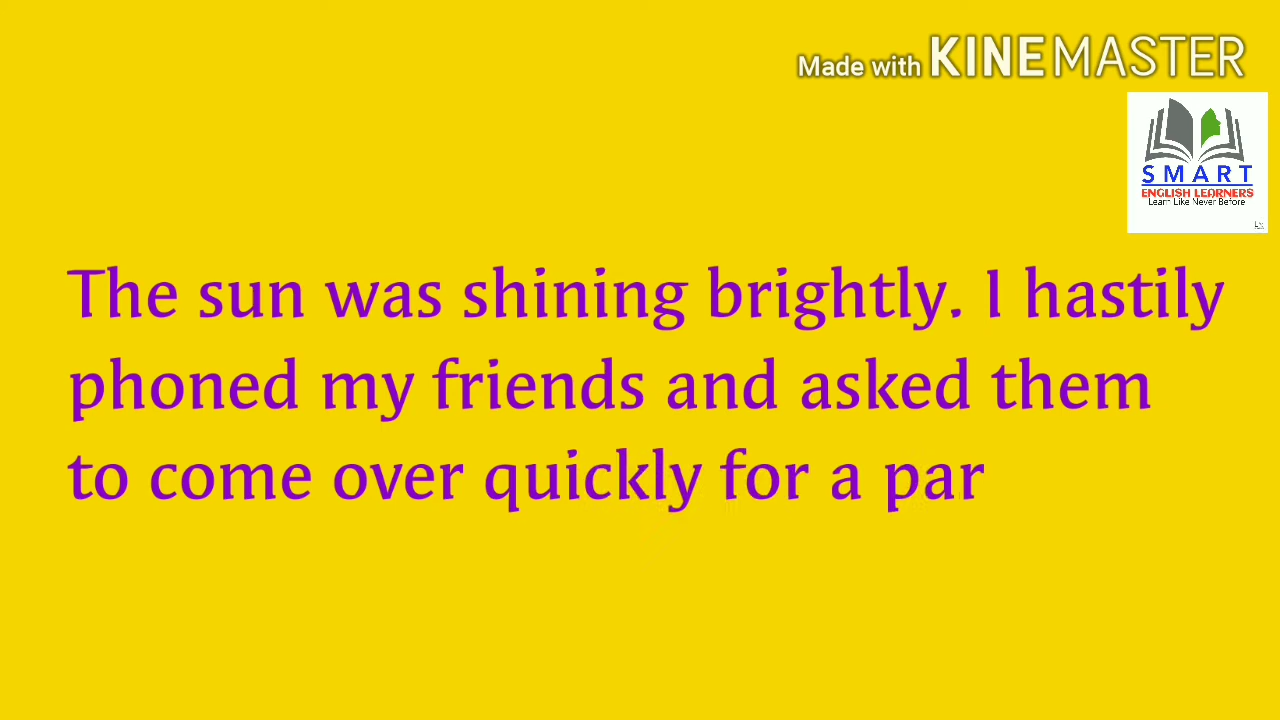 Made with KINEMASTER
SMART
ENGLISH LEARNERS
Learn Like Never Before
The sun was shining brightly. I hastily
phoned my friends and asked them
to come over quickly for a par